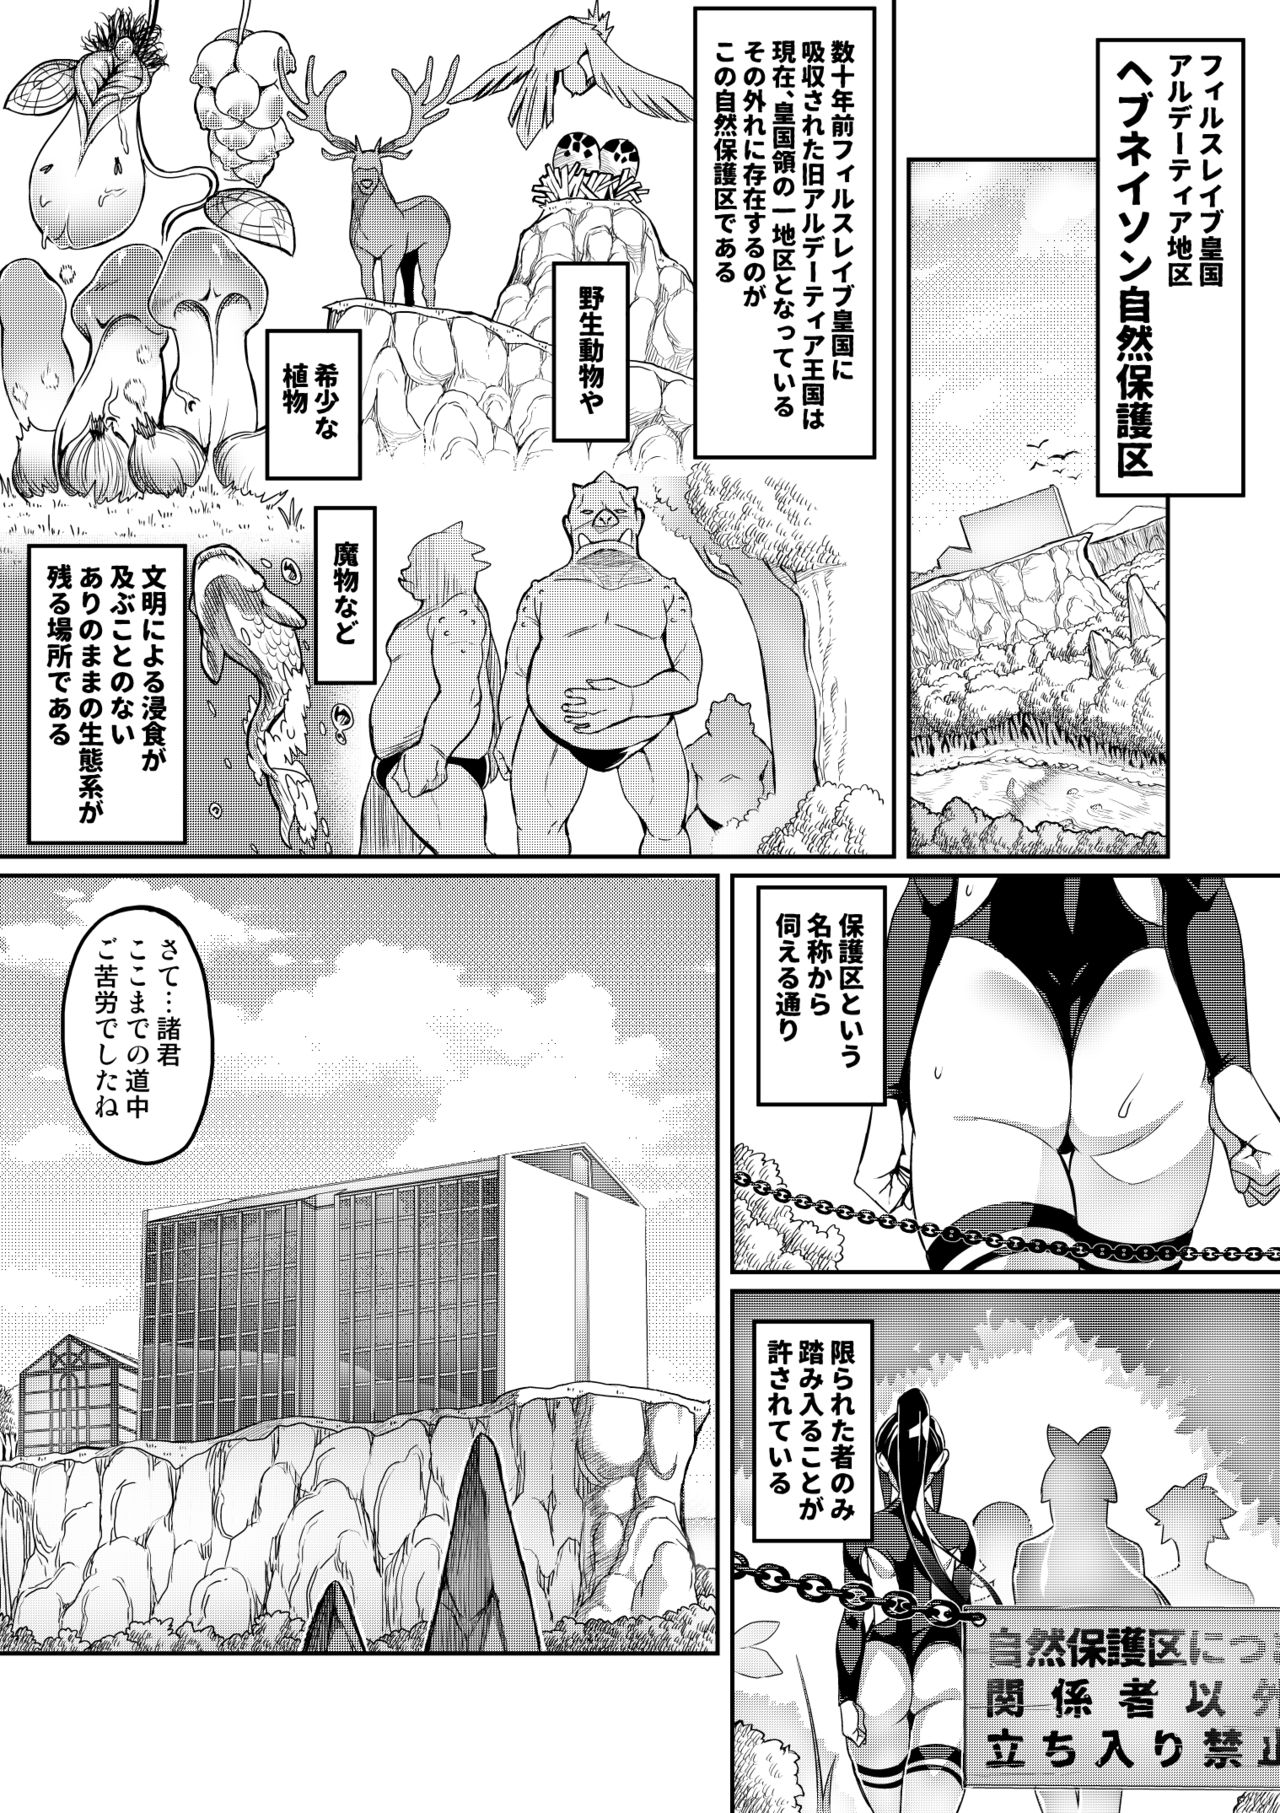 フィルスレイブ皇国
アルデーティア地区
ヘブネイソン自然保護区
数十年前フィルスレイブ皇国に
吸収された旧アルデーティア王国は
現在、皇国領の一地区となっている
その外れに存在するのが
この自然保護区である
野生動物や
希少な
植物
魔物など
文明による浸食が
及ぶことのない
ありのままの生態系が
残る場所である
保護区という
名称から
伺える通り
限られた者のみ
踏み入ることが
許されている
自然保護区につ
関係者以外
立ち入り禁止
さて…諸君
ここまでの道中
ご苦労でしたね